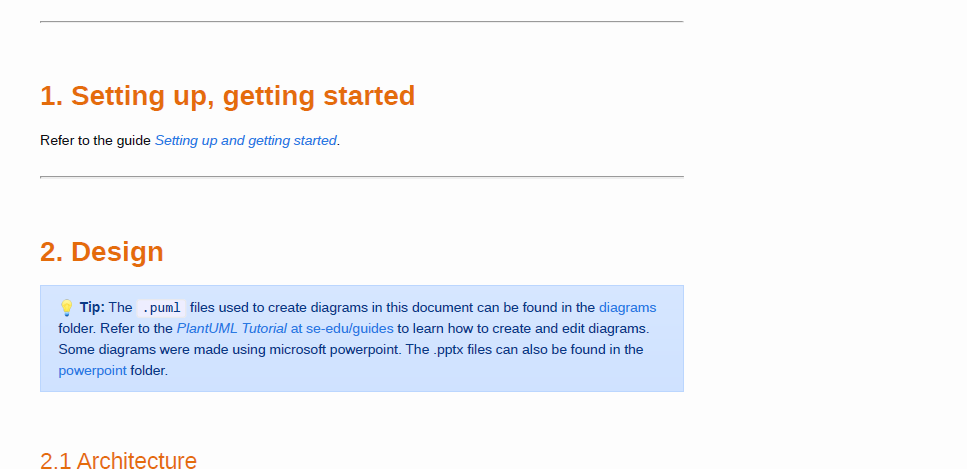 1. Setting up, getting started
Refer to the guide Setting up and getting started.
2. Design
💡 Tip: The .puml files used to create diagrams in this document can be found in the diagrams
folder. Refer to the PlantUML Tutorial at se-edu/guides to learn how to create and edit diagrams.
Some diagrams were made using microsoft powerpoint. The .pptx files can also be found in the
powerpoint folder.
2.1 Architecture